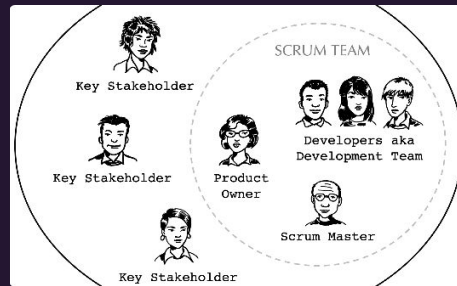 SCRUM TEAM
Key Stakeholder
Developers aka
Development Team
Key Stakeholder
Product
Owner
Scrum Master
Key Stakeholder